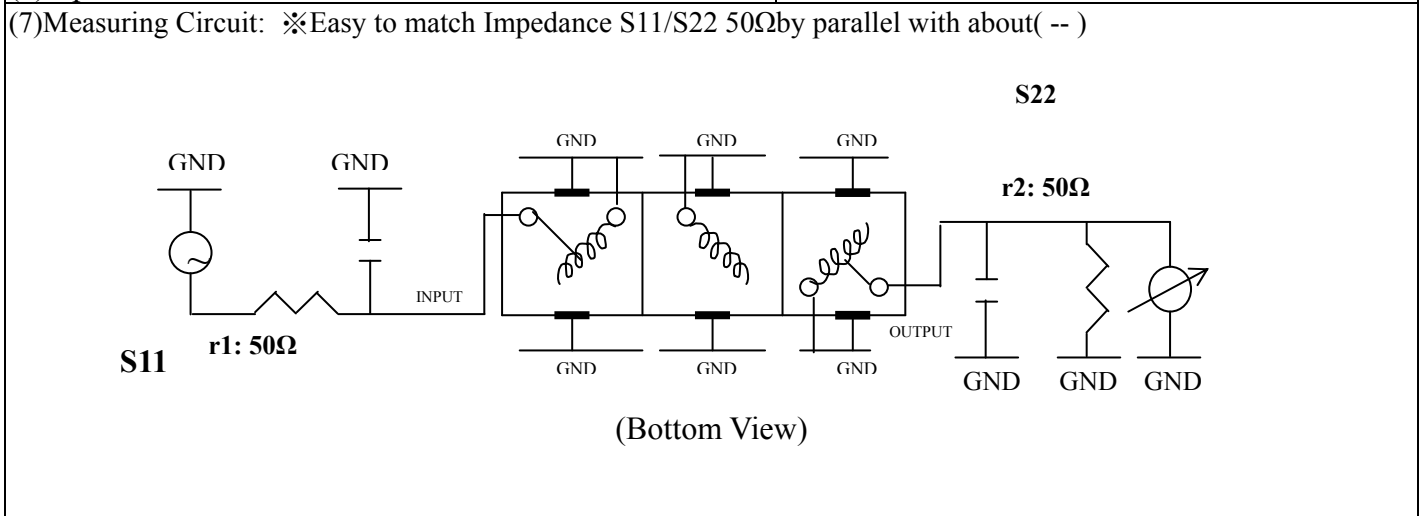 (7)Measuring Circuit: ※Easy to match Impedance S11/S22 50Ωby parallel with about( -- )
S22
GND GND GND
GND GND
r2: 50Ω
INPUT
OUTPUT
r1: 50Ω
S11
GND GND GND
GND GND GND
(Bottom View)